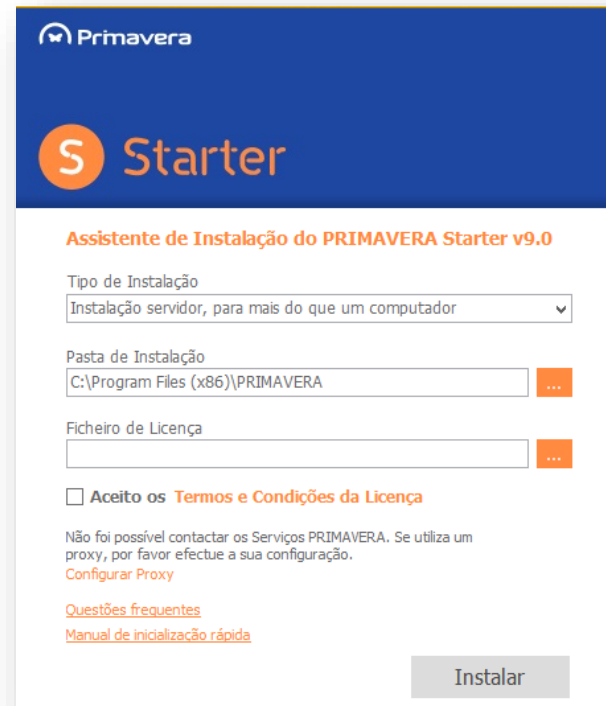 Primavera
S Starter
Assistente de Instalação do PRIMAVERA Starter v9.0
Tipo de Instalação
Instalação servidor, para mais do que um computador
Pasta de Instalação
C:\Program Files (x86)\PRIMAVERA
...
Ficheiro de Licença
...
Aceito os Termos e Condições da Licença
Não foi possível contactar os Serviços PRIMAVERA. Se utiliza um
proxy, por favor efectue a sua configuração.
Configurar Proxy
Questões frequentes
Manual de inicialização rápida
Instalar